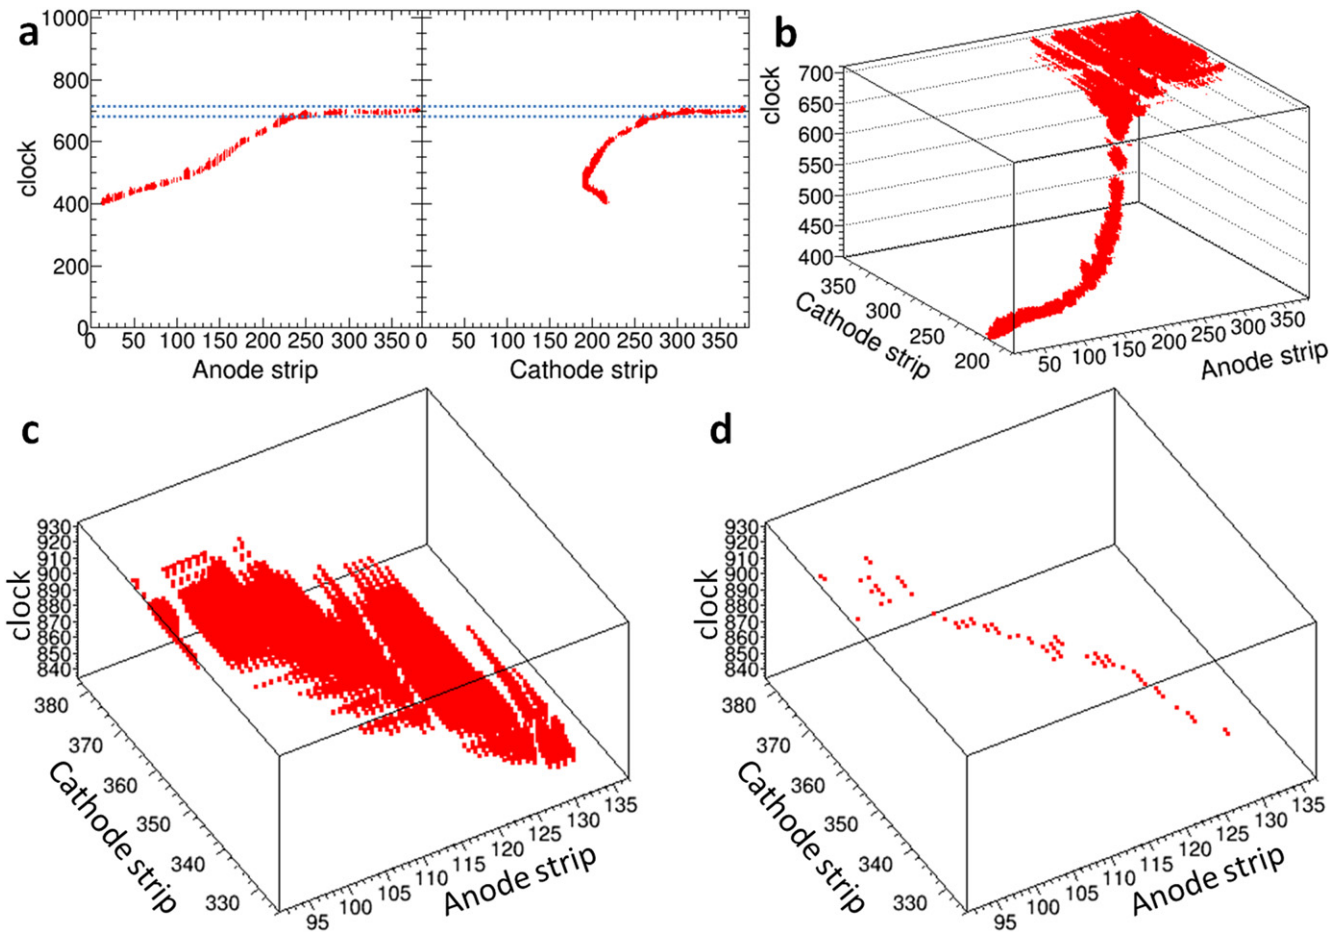 a
1000
800
600
400
200
0
clock
0 50 100 150 200 250 300 350
0 50 100 150 200 250 300 350
Anode strip
Cathode strip
b
700
650
600
550
500
450
400
clock
350
300
250
200
Cathode strip
50 100 150 200 250 300 350
Anode strip
c
930
910
900
890
880
870
860
850
840
clock
380
370
360
350
340
330
Cathode strip
95 100 105 110 115 120 125 130 135
Anode strip
d
930
910
900
890
880
870
860
850
840
clock
380
370
360
350
340
330
Cathode strip
95 100 105 110 115 120 125 130 135
Anode strip